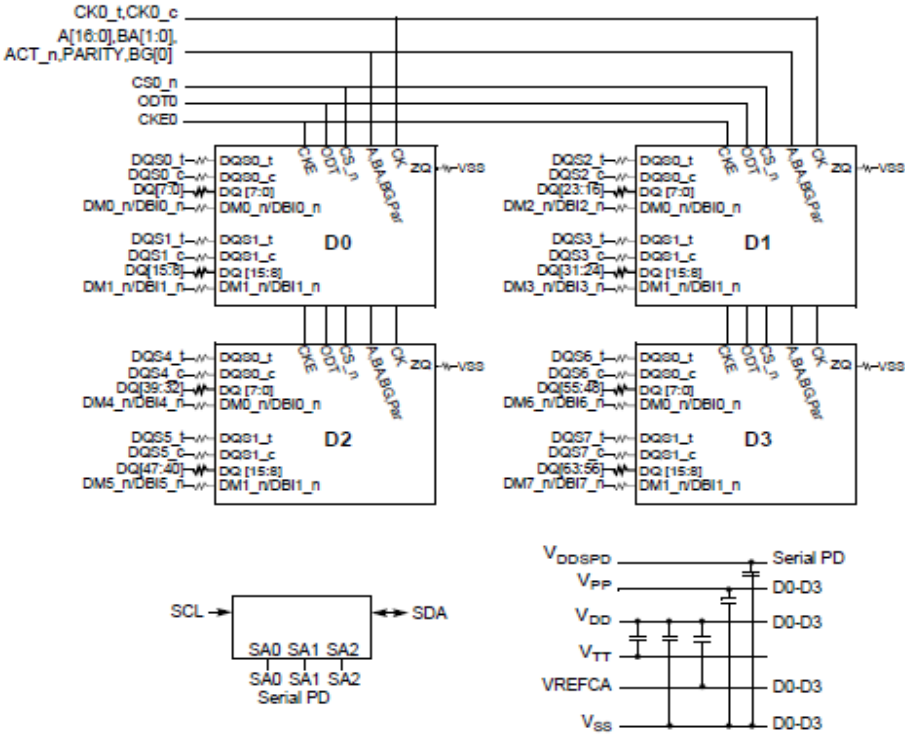 CK0_t,CK0_c
A[16:0],BA[1:0],
ACT_n,PARITY,BG[0]
CS0_n
ODT0
CKE0
CKE ODT CS_n A,BA,BG,Par CK
DQS0_t DQS0_t ZQ VSS
DQS0_c DQS0_c
DQ[7:0] DQ [7:0]
DM0_n/DBI0_n DM0_n/DBI0_n
D0
DQS1_t DQS1_t
DQS1_c DQS1_c
DQ[15:8] DQ [15:8]
DM1_n/DBI1_n DM1_n/DBI1_n
CKE ODT CS_n A,BA,BG,Par CK
DQS2_t DQS0_t ZQ VSS
DQS2_c DQS0_c
DQ[23:16] DQ [7:0]
DM2_n/DBI2_n DM0_n/DBI0_n
D1
DQS3_t DQS1_t
DQS3_c DQS1_c
DQ[31:24] DQ [15:8]
DM3_n/DBI3_n DM1_n/DBI1_n
CKE ODT CS_n A,BA,BG,Par CK
DQS4_t DQS0_t ZQ VSS
DQS4_c DQS0_c
DQ[39:32] DQ [7:0]
DM4_n/DBI4_n DM0_n/DBI0_n
D2
DQS5_t DQS1_t
DQS5_c DQS1_c
DQ[47:40] DQ [15:8]
DM5_n/DBI5_n DM1_n/DBI1_n
CKE ODT CS_n A,BA,BG,Par CK
DQS6_t DQS0_t ZQ VSS
DQS6_c DQS0_c
DQ[55:48] DQ [7:0]
DM6_n/DBI6_n DM0_n/DBI0_n
D3
DQS7_t DQS1_t
DQS7_c DQS1_c
DQ[63:56] DQ [15:8]
DM7_n/DBI7_n DM1_n/DBI1_n
SCL SDA
SA0 SA1 SA2
SA0 SA1 SA2
Serial PD
VDDSPD Serial PD
VPP D0-D3
VDD D0-D3
VTT
VREFCA D0-D3
VSS D0-D3